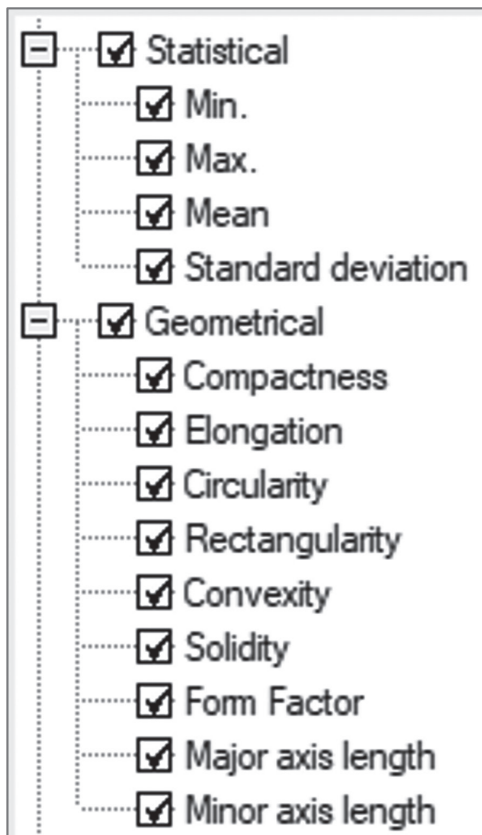 Statistical
Min.
Max.
Mean
Standard deviation
Geometrical
Compactness
Elongation
Circularity
Rectangularity
Convexity
Solidity
Form Factor
Major axis length
Minor axis length